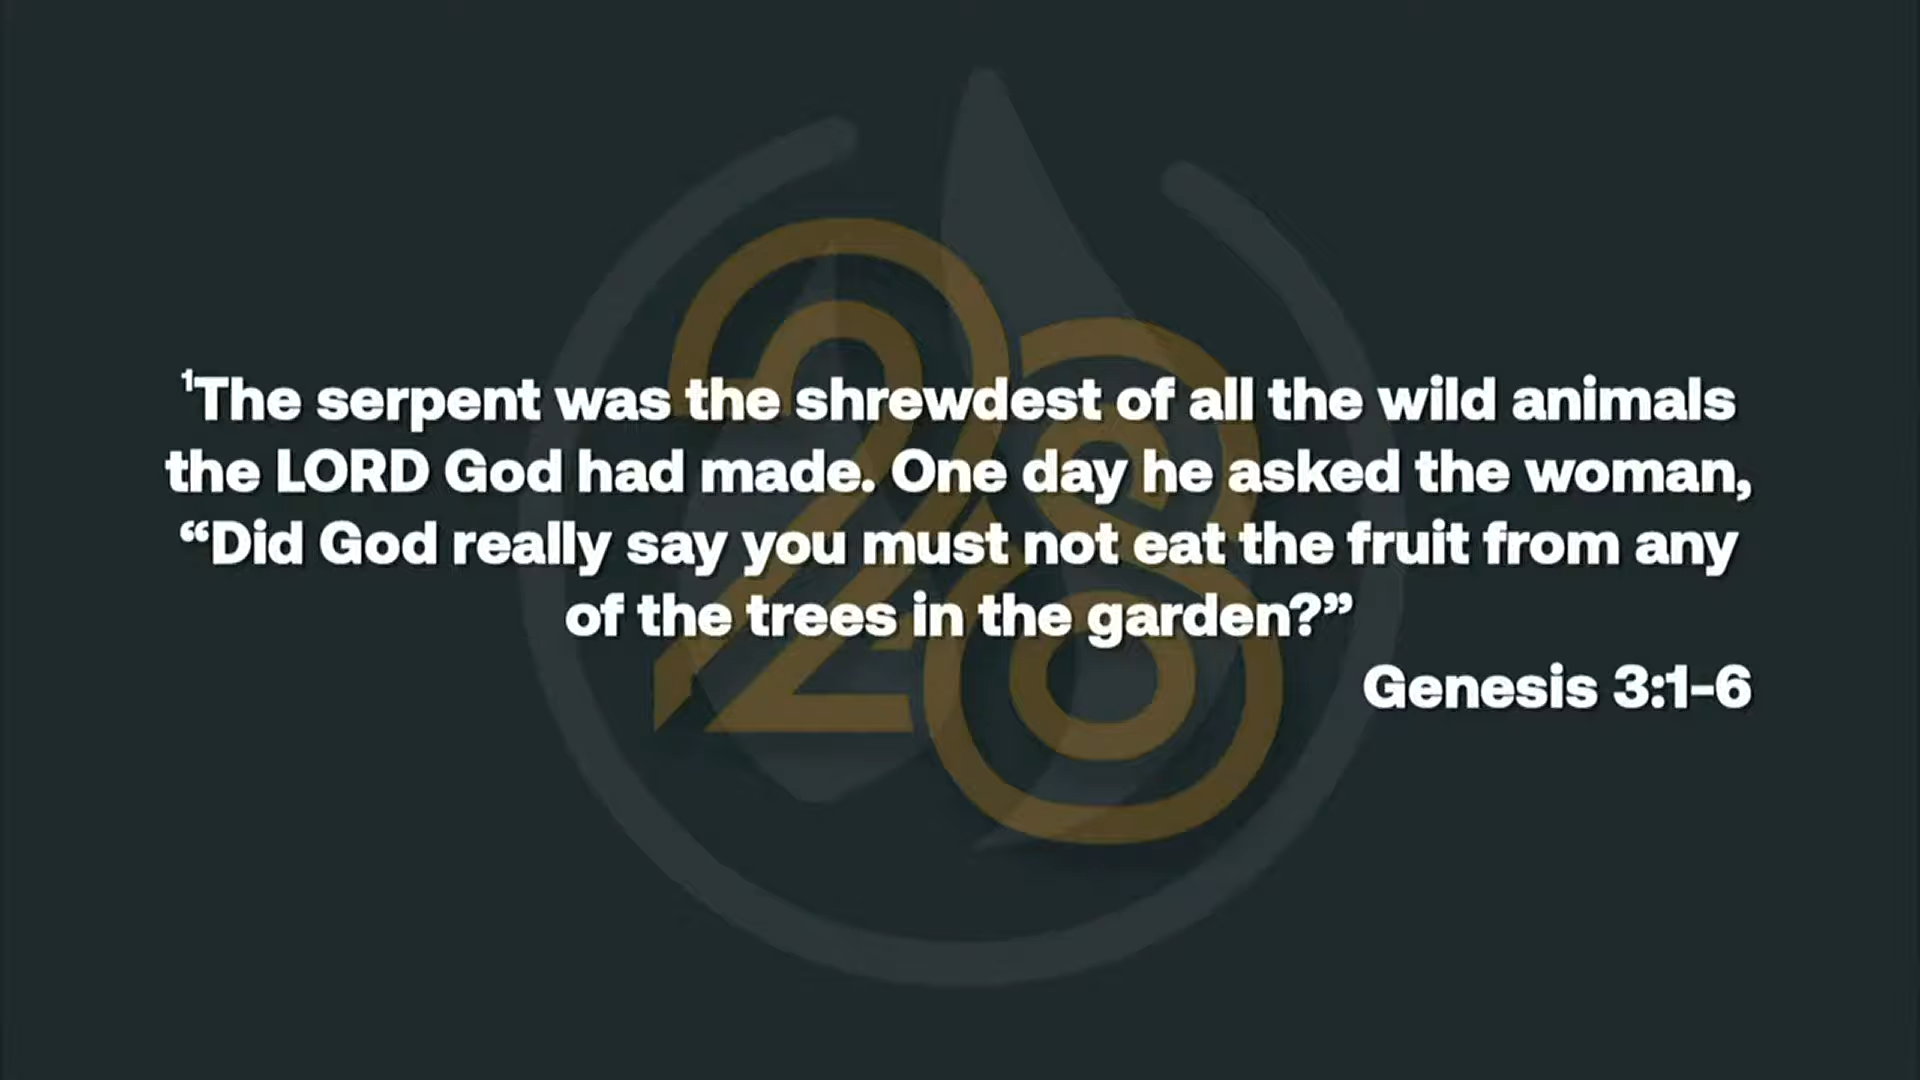 ¹The serpent was the shrewdest of all the wild animals
the LORD God had made. One day he asked the woman,
“Did God really say you must not eat the fruit from any
of the trees in the garden?”
Genesis 3:1-6
28